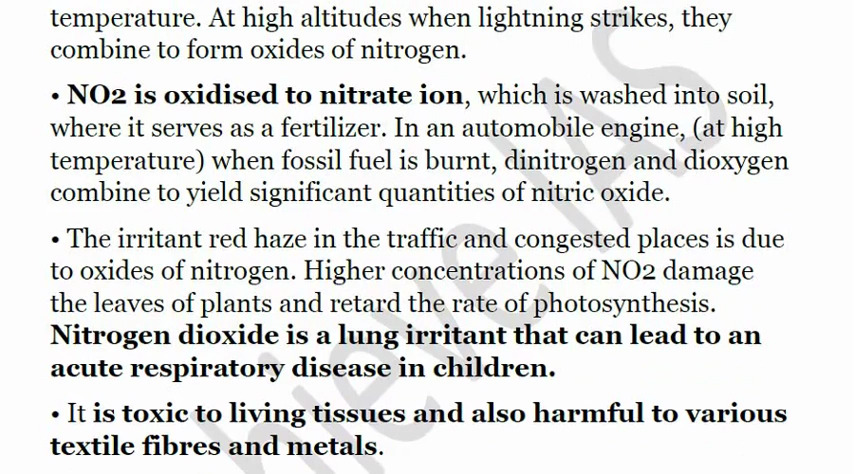 temperature. At high altitudes when lightning strikes, they
combine to form oxides of nitrogen.
• NO2 is oxidised to nitrate ion, which is washed into soil,
where it serves as a fertilizer. In an automobile engine, (at high
temperature) when fossil fuel is burnt, dinitrogen and dioxygen
combine to yield significant quantities of nitric oxide.
• The irritant red haze in the traffic and congested places is due
to oxides of nitrogen. Higher concentrations of NO2 damage
the leaves of plants and retard the rate of photosynthesis.
Nitrogen dioxide is a lung irritant that can lead to an
acute respiratory disease in children.
• It is toxic to living tissues and also harmful to various
textile fibres and metals.
hieve IAS